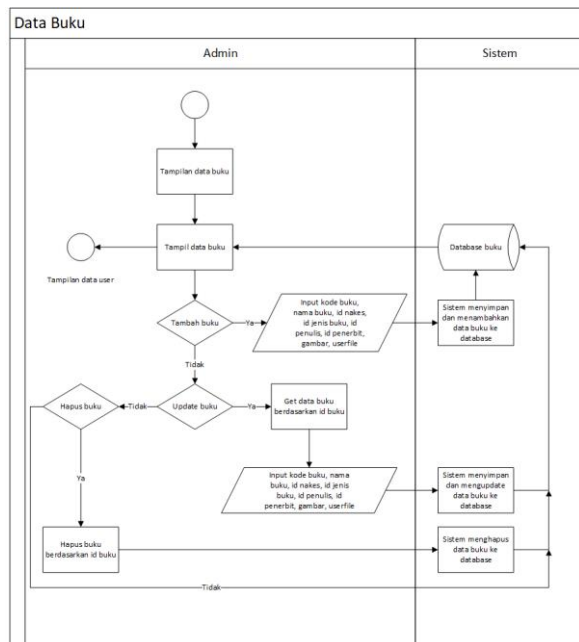 Data Buku
Admin
Sistem
Tampilan data buku
Tampil data buku
Database buku
Tampilan data user
Tambah buku
Ya
Input kode buku,
nama buku, id nakes,
id jenis buku, id
penulis, id penerbit,
gambar, userfile
Sistem menyimpan
dan menambahkan
data buku ke
database
Tidak
Hapus buku
Tidak
Update buku
Ya
Get data buku
berdasarkan id buku
Ya
Input kode buku, nama
buku, id nakes, id jenis
buku, id penulis, id
penerbit, gambar, userfile
Sistem menyimpan
dan mengupdate
data buku ke
database
Hapus buku
berdasarkan id buku
Sistem menghapus
data buku ke
database
Tidak